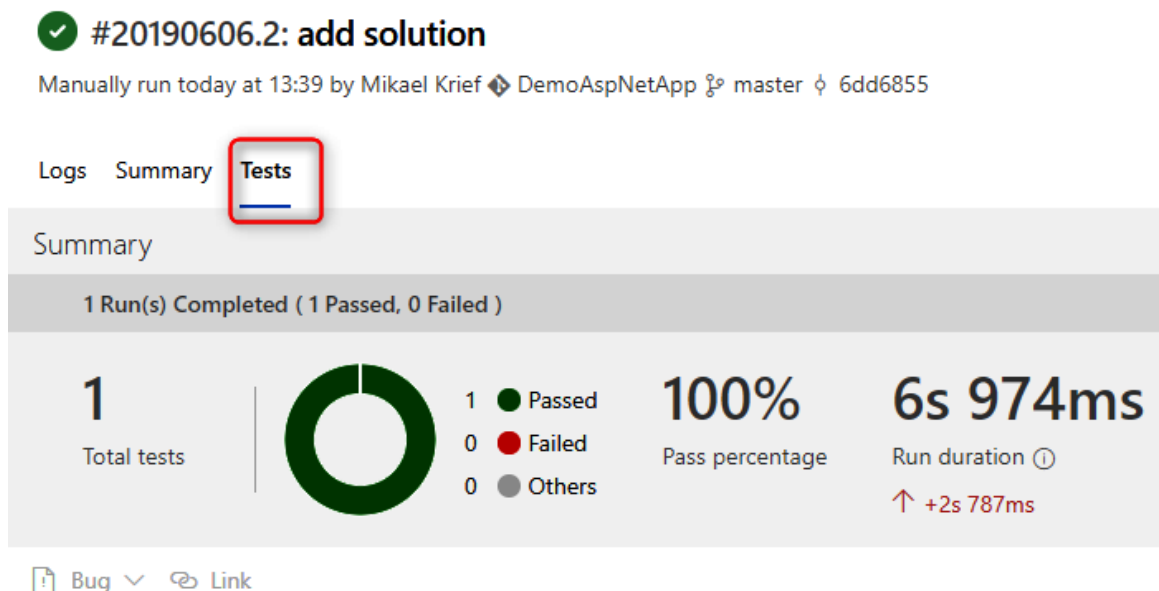 #20190606.2: add solution
Manually run today at 13:39 by Mikael Krief DemoAspNetApp master 6dd6855
Logs Summary Tests
Summary
1 Run(s) Completed ( 1 Passed, 0 Failed )
1
Total tests
1 Passed
0 Failed
0 Others
100%
Pass percentage
6s 974ms
Run duration
+2s 787ms
Bug Link